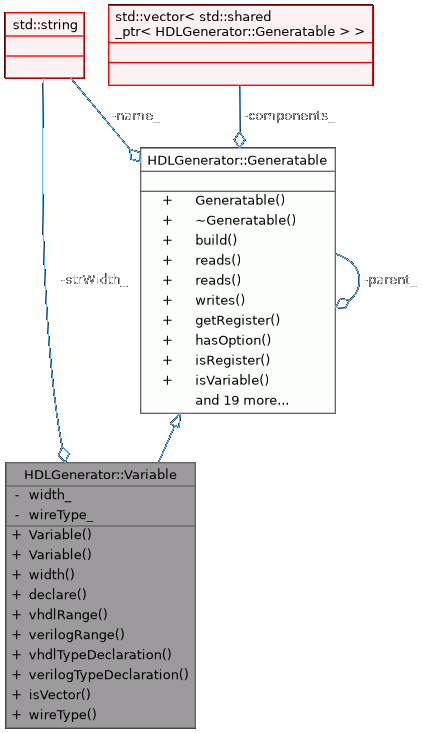 std::string
std::vector< std::shared
_ptr< HDLGenerator::Generatable > >
-name_
-components_
HDLGenerator::Generatable
+ Generatable()
+ ~Generatable()
+ build()
+ reads()
+ reads()
+ writes()
+ getRegister()
+ hasOption()
+ isRegister()
+ isVariable()
and 19 more...
-strWidth_
-parent_
HDLGenerator::Variable
- width_
- wireType_
+ Variable()
+ Variable()
+ width()
+ declare()
+ vhdlRange()
+ verilogRange()
+ vhdlTypeDeclaration()
+ verilogTypeDeclaration()
+ isVector()
+ wireType()